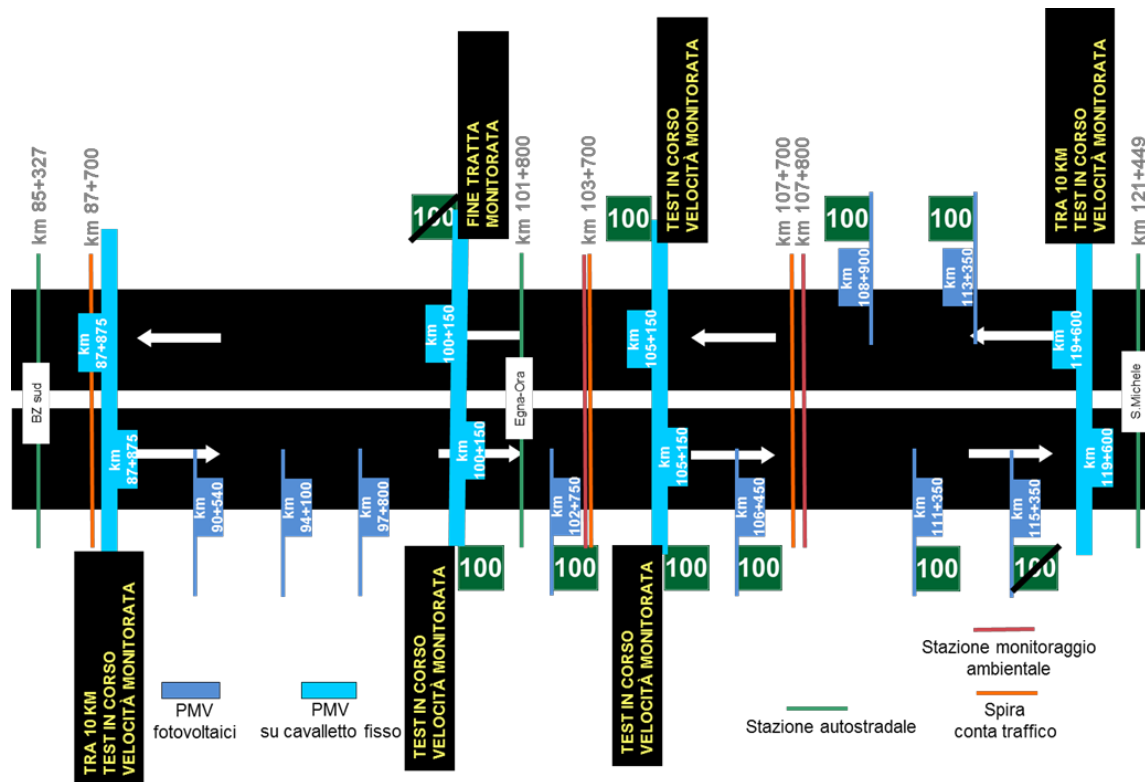 FINE TRATTA
MONITORATA
TEST IN CORSO
VELOCITÀ MONITORATA
TRA 10 KM
TEST IN CORSO
VELOCITÀ MONITORATA
km 85+327
km 87+700
km 101+800
km 103+700
km 107+700
km 107+800
km 121+449
100
100
100
100
km
108+900
km
113+350
km
87+875
km
100+150
km
105+150
km
119+600
BZ sud
Egna-Ora
S.Michele
km
87+875
km
90+540
km
94+100
km
97+800
km
100+150
km
102+750
km
105+150
km
106+450
km
111+350
km
115+350
km
119+600
100
100
100
100
100
100
TRA 10 KM
TEST IN CORSO
VELOCITÀ MONITORATA
TEST IN CORSO
VELOCITÀ MONITORATA
TEST IN CORSO
VELOCITÀ MONITORATA
PMV
fotovoltaici
PMV
su cavalletto fisso
Stazione autostradale
Stazione monitoraggio
ambientale
Spira
conta traffico